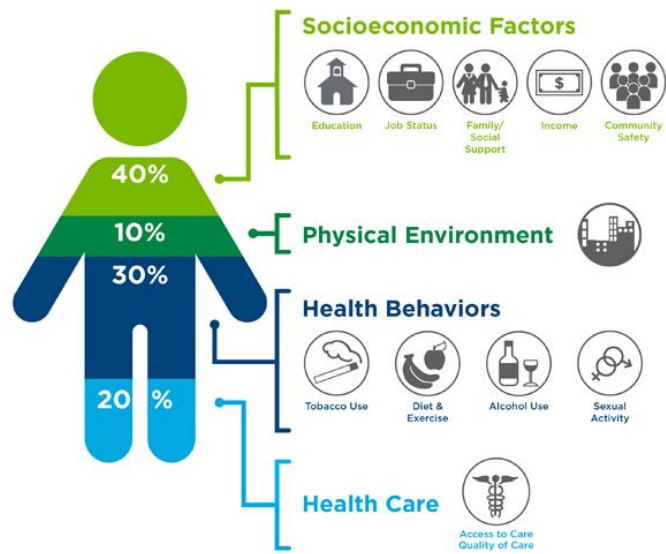 Socioeconomic Factors
Education
Job Status
Family/
Social
Support
Income
$
Community
Safety
40%
10%
Physical Environment
30%
Health Behaviors
Tobacco Use
Diet &
Exercise
Alcohol Use
Sexual
Activity
20 %
Health Care
Access to Care
Quality of Care